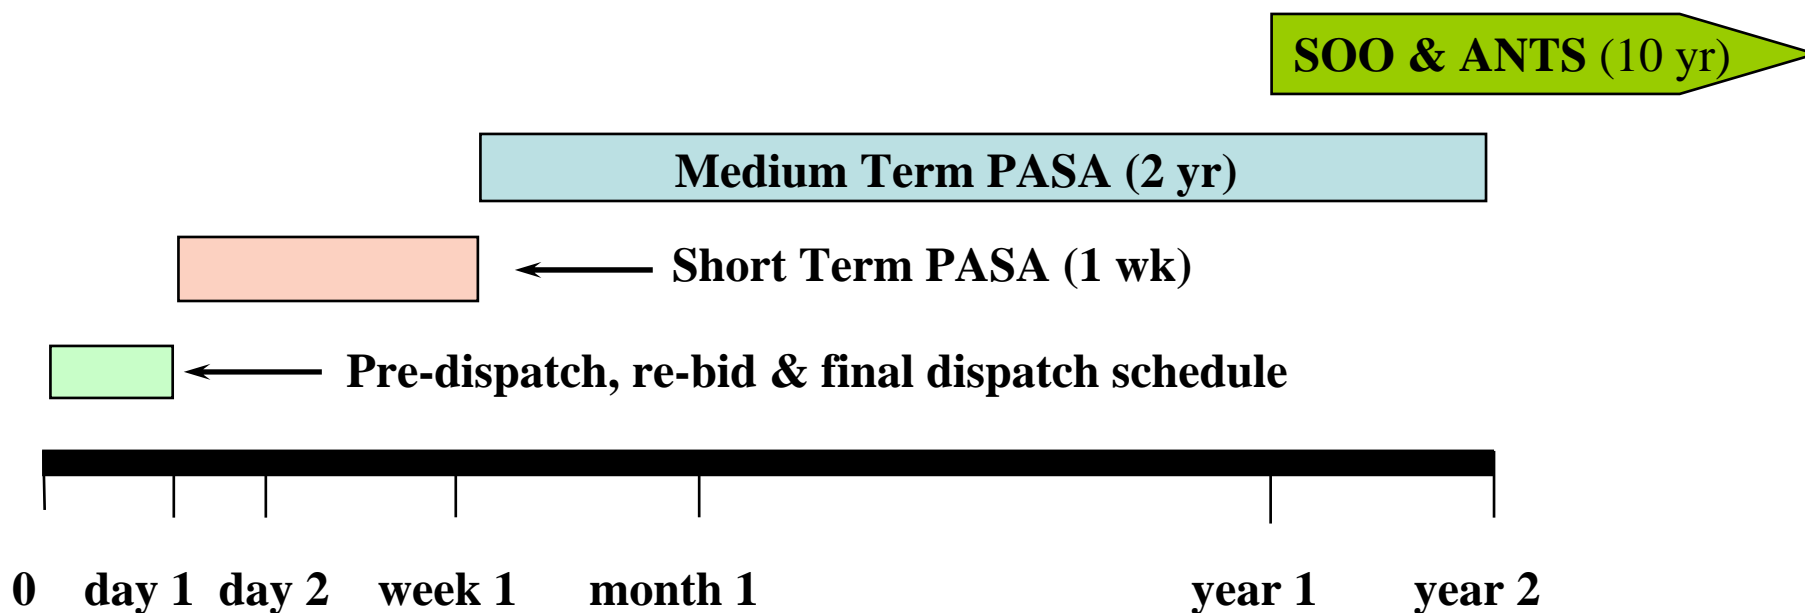 SOO & ANTS (10 yr)
Medium Term PASA (2 yr)
Short Term PASA (1 wk)
Pre-dispatch, re-bid & final dispatch schedule
0 day 1 day 2 week 1 month 1 year 1 year 2